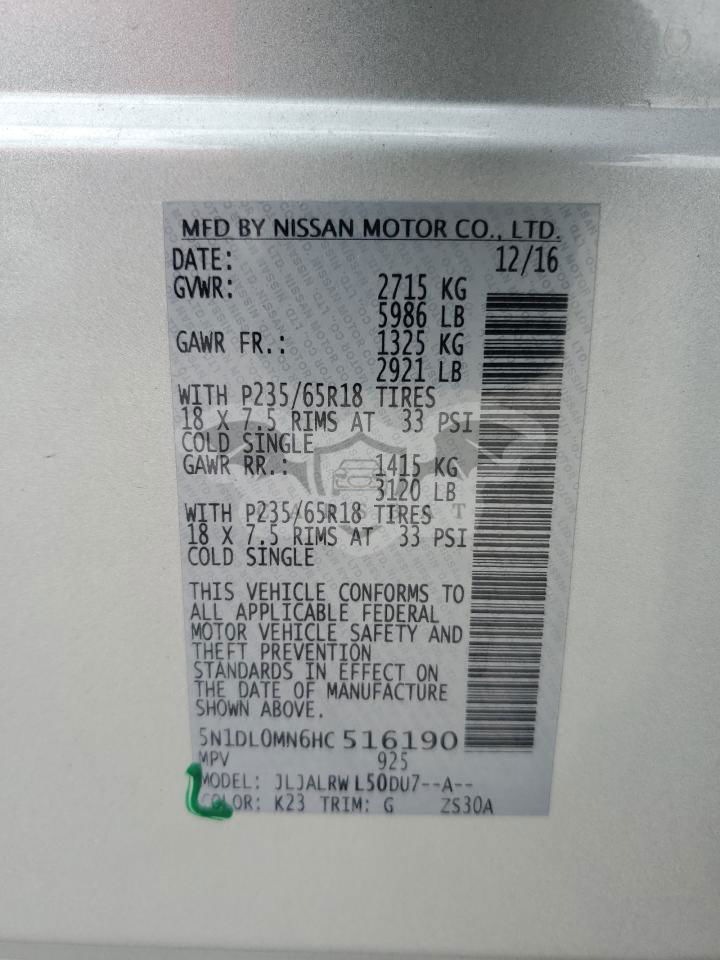 MFD BY NISSAN MOTOR CO., LTD.
DATE: 12/16
GVWR: 2715 KG
5986 LB
GAWR FR.: 1325 KG
2921 LB
WITH P235/65R18 TIRES
18 X 7.5 RIMS AT 33 PSI
COLD SINGLE
GAWR RR.: 1415 KG
3120 LB
WITH P235/65R18 TIRES
18 X 7.5 RIMS AT 33 PSI
COLD SINGLE
THIS VEHICLE CONFORMS TO
ALL APPLICABLE FEDERAL
MOTOR VEHICLE SAFETY AND
THEFT PREVENTION
STANDARDS IN EFFECT ON
THE DATE OF MANUFACTURE
SHOWN ABOVE.
5N1DL0MN6HC 516190
MPV 925
MODEL: JLJALRW L50DU7--A--
COLOR: K23 TRIM: G ZS30A